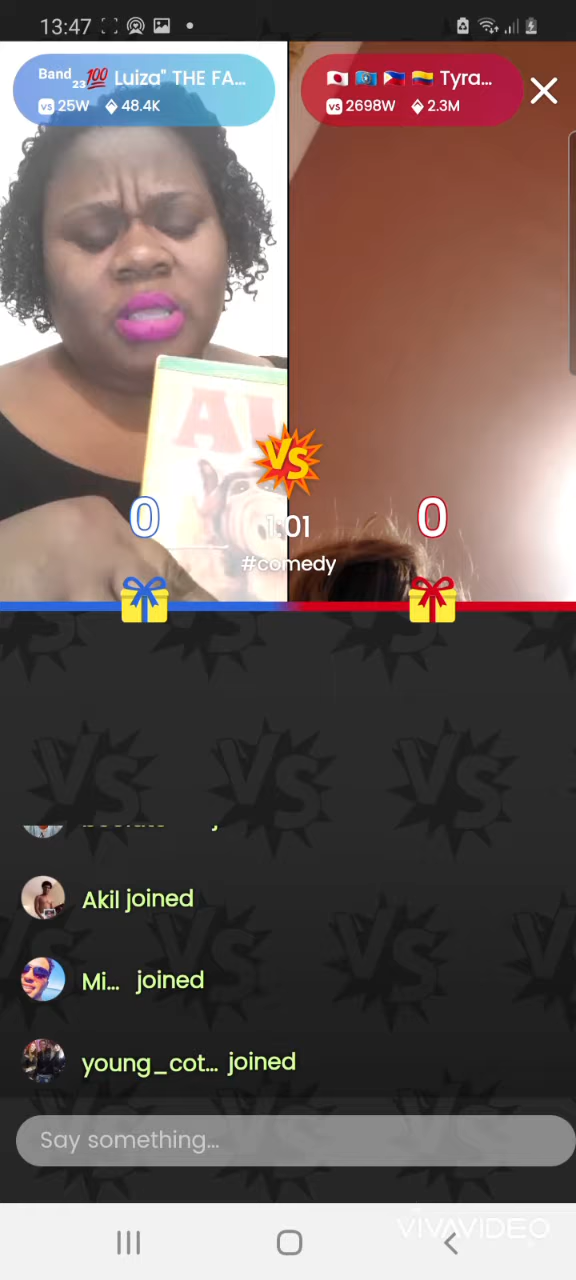 13:47
Band 23 💯 Luiza" THE FA...
VS 25W 48.4K
🇯🇵 🇰🇿 🇵🇭 🇨🇴 Tyra...
VS 2698W 2.3M
VS
0
1:01
0
#comedy
Akil joined
Mi... joined
young_cot... joined
Say something...
VIVAVIDEO